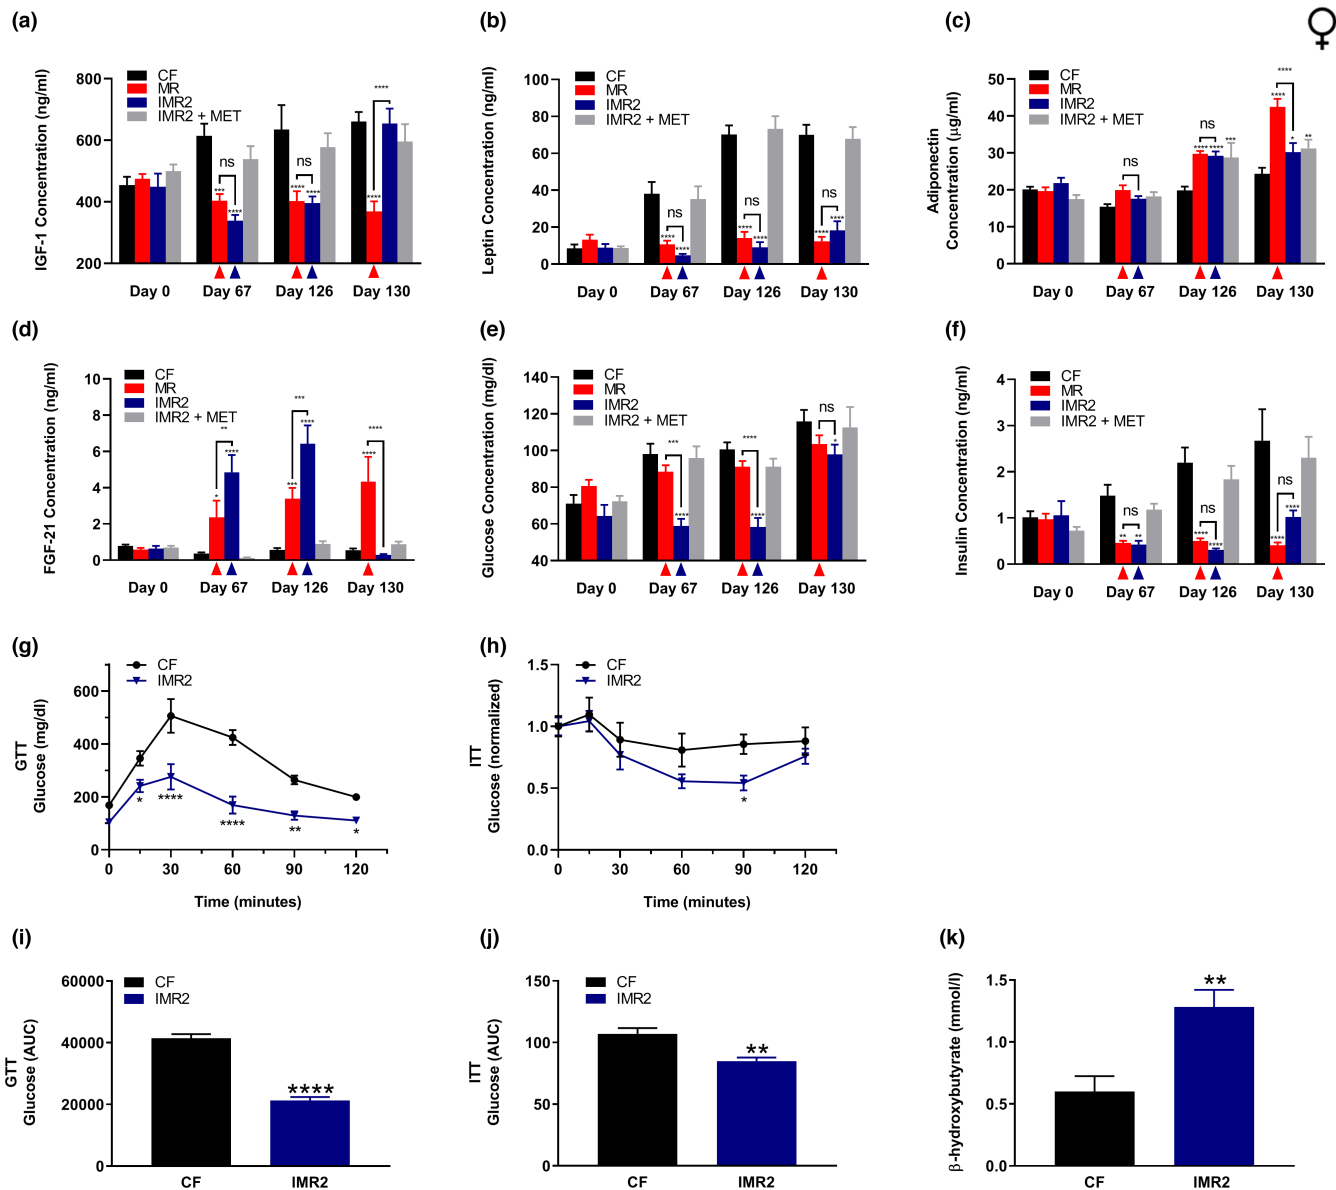 (a)
IGF-1 Concentration (ng/ml)
800
600
400
200
CF
MR
IMR2
IMR2 + MET
****
ns
ns
***
****
****
****
****
Day 0
Day 67
Day 126
Day 130
(b)
Leptin Concentration (ng/ml)
100
80
60
40
20
0
CF
MR
IMR2
IMR2 + MET
ns
ns
ns
****
****
****
****
****
****
Day 0
Day 67
Day 126
Day 130
(c)
Adiponectin
Concentration (µg/ml)
50
40
30
20
10
0
CF
MR
IMR2
IMR2 + MET
ns
ns
****
****
****
***
****
*
**
Day 0
Day 67
Day 126
Day 130
(d)
FGF-21 Concentration (ng/ml)
10
8
6
4
2
0
CF
MR
IMR2
IMR2 + MET
**
***
****
*
****
***
****
****
Day 0
Day 67
Day 126
Day 130
(e)
Glucose Concentration (mg/dl)
140
120
100
80
60
40
CF
MR
IMR2
IMR2 + MET
***
****
ns
****
****
*
Day 0
Day 67
Day 126
Day 130
(f)
Insulin Concentration (ng/ml)
4
3
2
1
0
CF
MR
IMR2
IMR2 + MET
ns
ns
ns
**
**
****
****
****
****
Day 0
Day 67
Day 126
Day 130
(g)
GTT
Glucose (mg/dl)
600
400
200
0
CF
IMR2
*
****
****
**
*
0
30
60
90
120
Time (minutes)
(h)
ITT
Glucose (normalized)
1.5
1.0
0.5
0.0
CF
IMR2
*
0
30
60
90
120
Time (minutes)
(i)
GTT
Glucose (AUC)
60000
40000
20000
0
CF
IMR2
****
CF
IMR2
(j)
ITT
Glucose (AUC)
150
100
50
0
CF
IMR2
**
CF
IMR2
(k)
β-hydroxybutyrate (mmol/l)
1.5
1.0
0.5
0.0
**
CF
IMR2